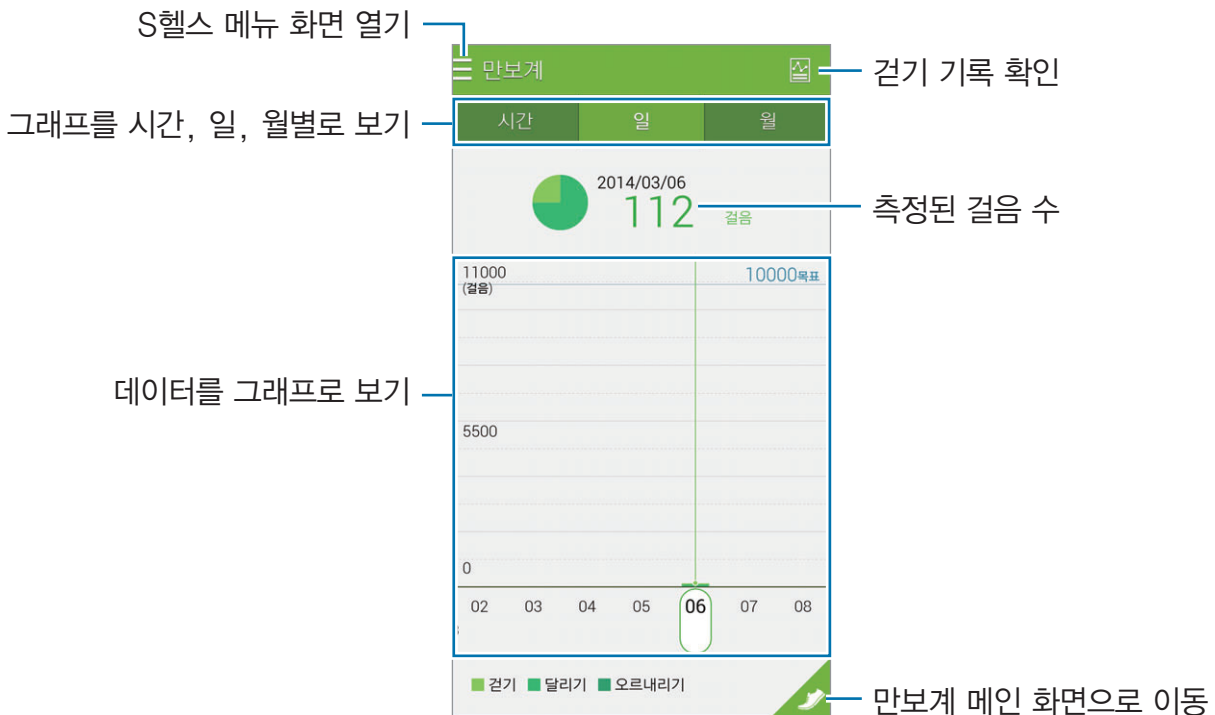 S헬스 메뉴 화면 열기
만보계
걷기 기록 확인
그래프를 시간, 일, 월별로 보기
시간 일 월
2014/03/06
112 걸음
측정된 걸음 수
11000
(걸음)
10000목표
데이터를 그래프로 보기
5500
0
02 03 04 05 06 07 08
걷기 달리기 오르내리기
만보계 메인 화면으로 이동